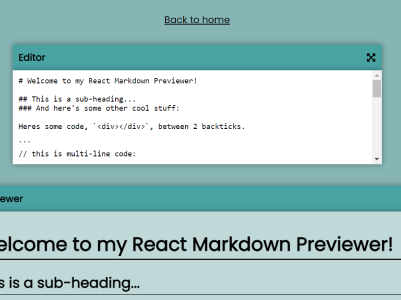 Back to home
Editor
# Welcome to my React Markdown Previewer!
## This is a sub-heading...
### And here's some other cool stuff:
Heres some code, `<div></div>`, between 2 backticks.
```
// this is multi-line code:
ewer
elcome to my React Markdown Previewer!
s is a sub-heading...